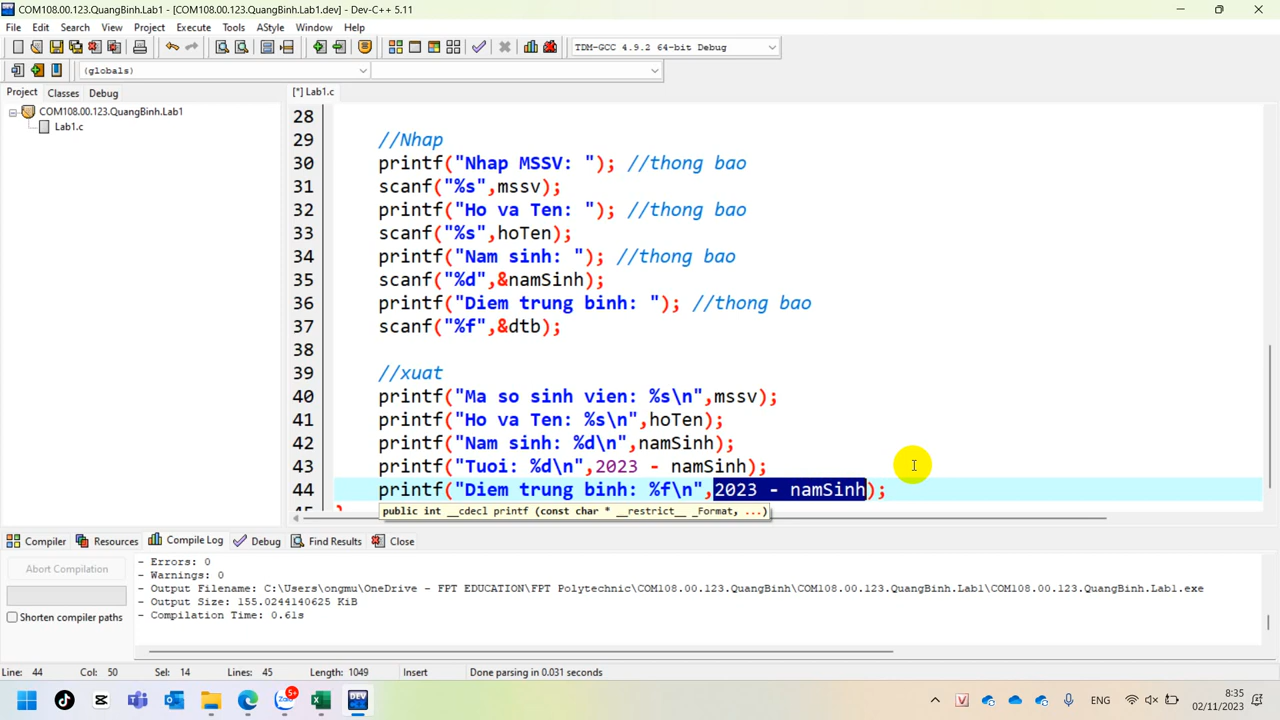 COM108.00.123.QuangBinh.Lab1 - [COM108.00.123.QuangBinh.Lab1.dev] - Dev-C++ 5.11
File Edit Search View Project Execute Tools AStyle Window Help
TDM-GCC 4.9.2 64-bit Debug
(globals)
Project Classes Debug
[*] Lab1.c
COM108.00.123.QuangBinh.Lab1
Lab1.c
28
29 //Nhap
30 printf("Nhap MSSV: "); //thong bao
31 scanf("%s",mssv);
32 printf("Ho va Ten: "); //thong bao
33 scanf("%s",hoTen);
34 printf("Nam sinh: "); //thong bao
35 scanf("%d",&namSinh);
36 printf("Diem trung binh: "); //thong bao
37 scanf("%f",&dtb);
38
39 //xuat
40 printf("Ma so sinh vien: %s\n",mssv);
41 printf("Ho va Ten: %s\n",hoTen);
42 printf("Nam sinh: %d\n",namSinh);
43 printf("Tuoi: %d\n",2023 - namSinh);
44 printf("Diem trung binh: %f\n",2023 - namSinh);
public int __cdecl printf (const char * __restrict__ _Format, ...)
Compiler Resources Compile Log Debug Find Results Close
Abort Compilation
Shorten compiler paths
- Errors: 0
- Warnings: 0
- Output Filename: C:\Users\ongmu\OneDrive - FPT EDUCATION\FPT Polytechnic\COM108.00.123.QuangBinh\COM108.00.123.QuangBinh.Lab1\COM108.00.123.QuangBinh.Lab1.exe
- Output Size: 155.0244140625 KiB
- Compilation Time: 0.61s
Line: 44 Col: 50 Sel: 14 Lines: 45 Length: 1049 Insert Done parsing in 0.031 seconds
5+
DEV
V
ENG
8:35
02/11/2023